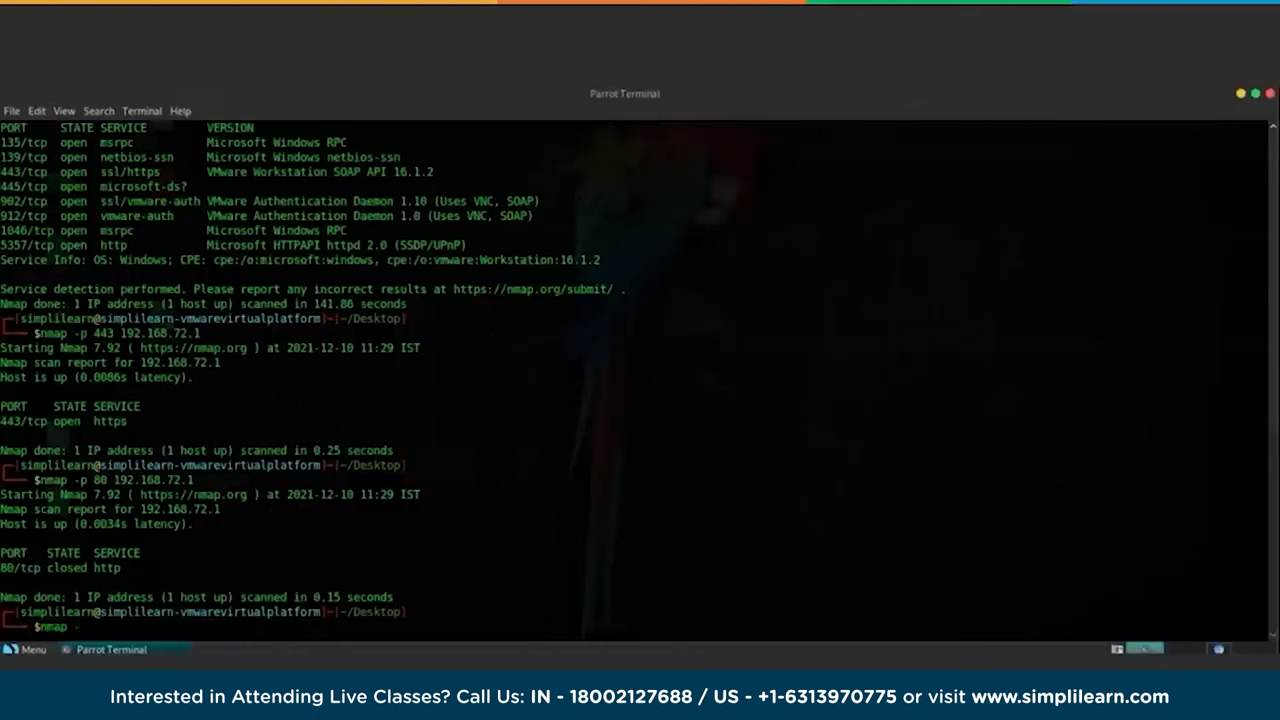 Parrot Terminal
File Edit View Search Terminal Help
PORT STATE SERVICE VERSION
135/tcp open msrpc Microsoft Windows RPC
139/tcp open netbios-ssn Microsoft Windows netbios-ssn
443/tcp open ssl/https VMware Workstation SOAP API 16.1.2
445/tcp open microsoft-ds?
902/tcp open ssl/vmware-auth VMware Authentication Daemon 1.10 (Uses VNC, SOAP)
912/tcp open vmware-auth VMware Authentication Daemon 1.0 (Uses VNC, SOAP)
1046/tcp open msrpc Microsoft Windows RPC
5357/tcp open http Microsoft HTTPAPI httpd 2.0 (SSDP/UPnP)
Service Info: OS: Windows; CPE: cpe:/o:microsoft:windows, cpe:/o:vmware:Workstation:16.1.2
Service detection performed. Please report any incorrect results at https://nmap.org/submit/ .
Nmap done: 1 IP address (1 host up) scanned in 141.86 seconds
[simplilearn@simplilearn-vmwarevirtualplatform]-[~/Desktop]
$nmap -p 443 192.168.72.1
Starting Nmap 7.92 ( https://nmap.org ) at 2021-12-10 11:29 IST
Nmap scan report for 192.168.72.1
Host is up (0.0086s latency).
PORT STATE SERVICE
443/tcp open https
Nmap done: 1 IP address (1 host up) scanned in 0.25 seconds
[simplilearn@simplilearn-vmwarevirtualplatform]-[~/Desktop]
$nmap -p 80 192.168.72.1
Starting Nmap 7.92 ( https://nmap.org ) at 2021-12-10 11:29 IST
Nmap scan report for 192.168.72.1
Host is up (0.0034s latency).
PORT STATE SERVICE
80/tcp closed http
Nmap done: 1 IP address (1 host up) scanned in 0.15 seconds
[simplilearn@simplilearn-vmwarevirtualplatform]-[~/Desktop]
$nmap -
Menu Parrot Terminal
Interested in Attending Live Classes? Call Us: IN - 18002127688 / US - +1-6313970775 or visit www.simplilearn.com